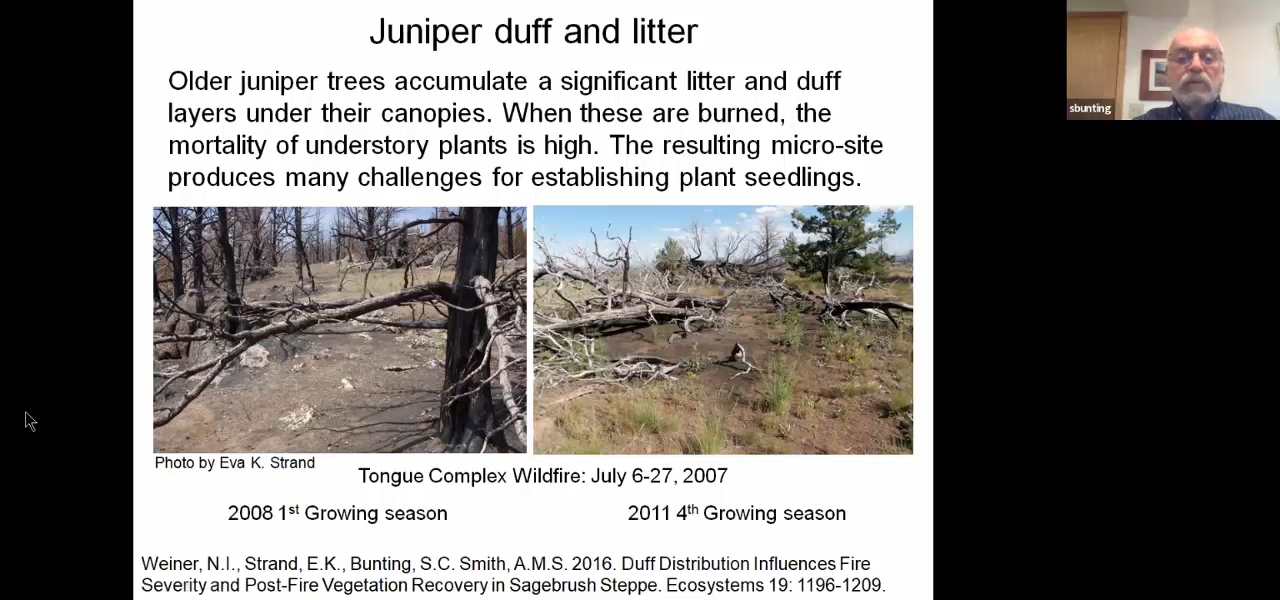 Juniper duff and litter
Older juniper trees accumulate a significant litter and duff
layers under their canopies. When these are burned, the
mortality of understory plants is high. The resulting micro-site
produces many challenges for establishing plant seedlings.
sbunting
Photo by Eva K. Strand
Tongue Complex Wildfire: July 6-27, 2007
2008 1st Growing season
2011 4th Growing season
Weiner, N.I., Strand, E.K., Bunting, S.C. Smith, A.M.S. 2016. Duff Distribution Influences Fire
Severity and Post-Fire Vegetation Recovery in Sagebrush Steppe. Ecosystems 19: 1196-1209.